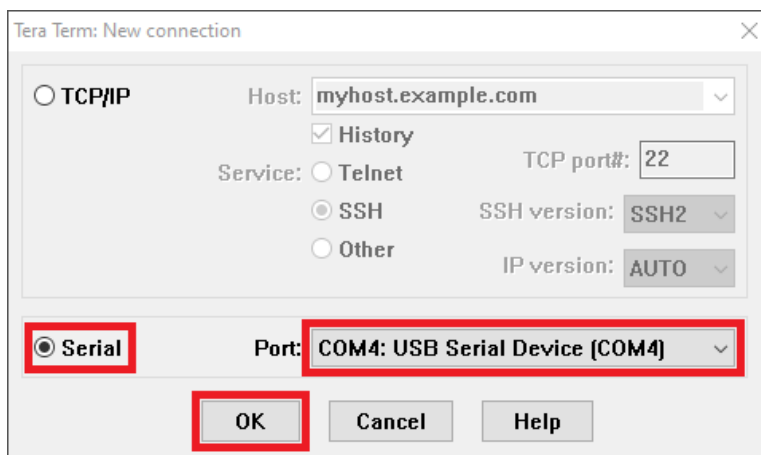 Tera Term: New connection
TCP/IP Host: myhost.example.com
History
Service: Telnet TCP port#: 22
SSH SSH version: SSH2
Other IP version: AUTO
Serial Port: COM4: USB Serial Device (COM4)
OK Cancel Help